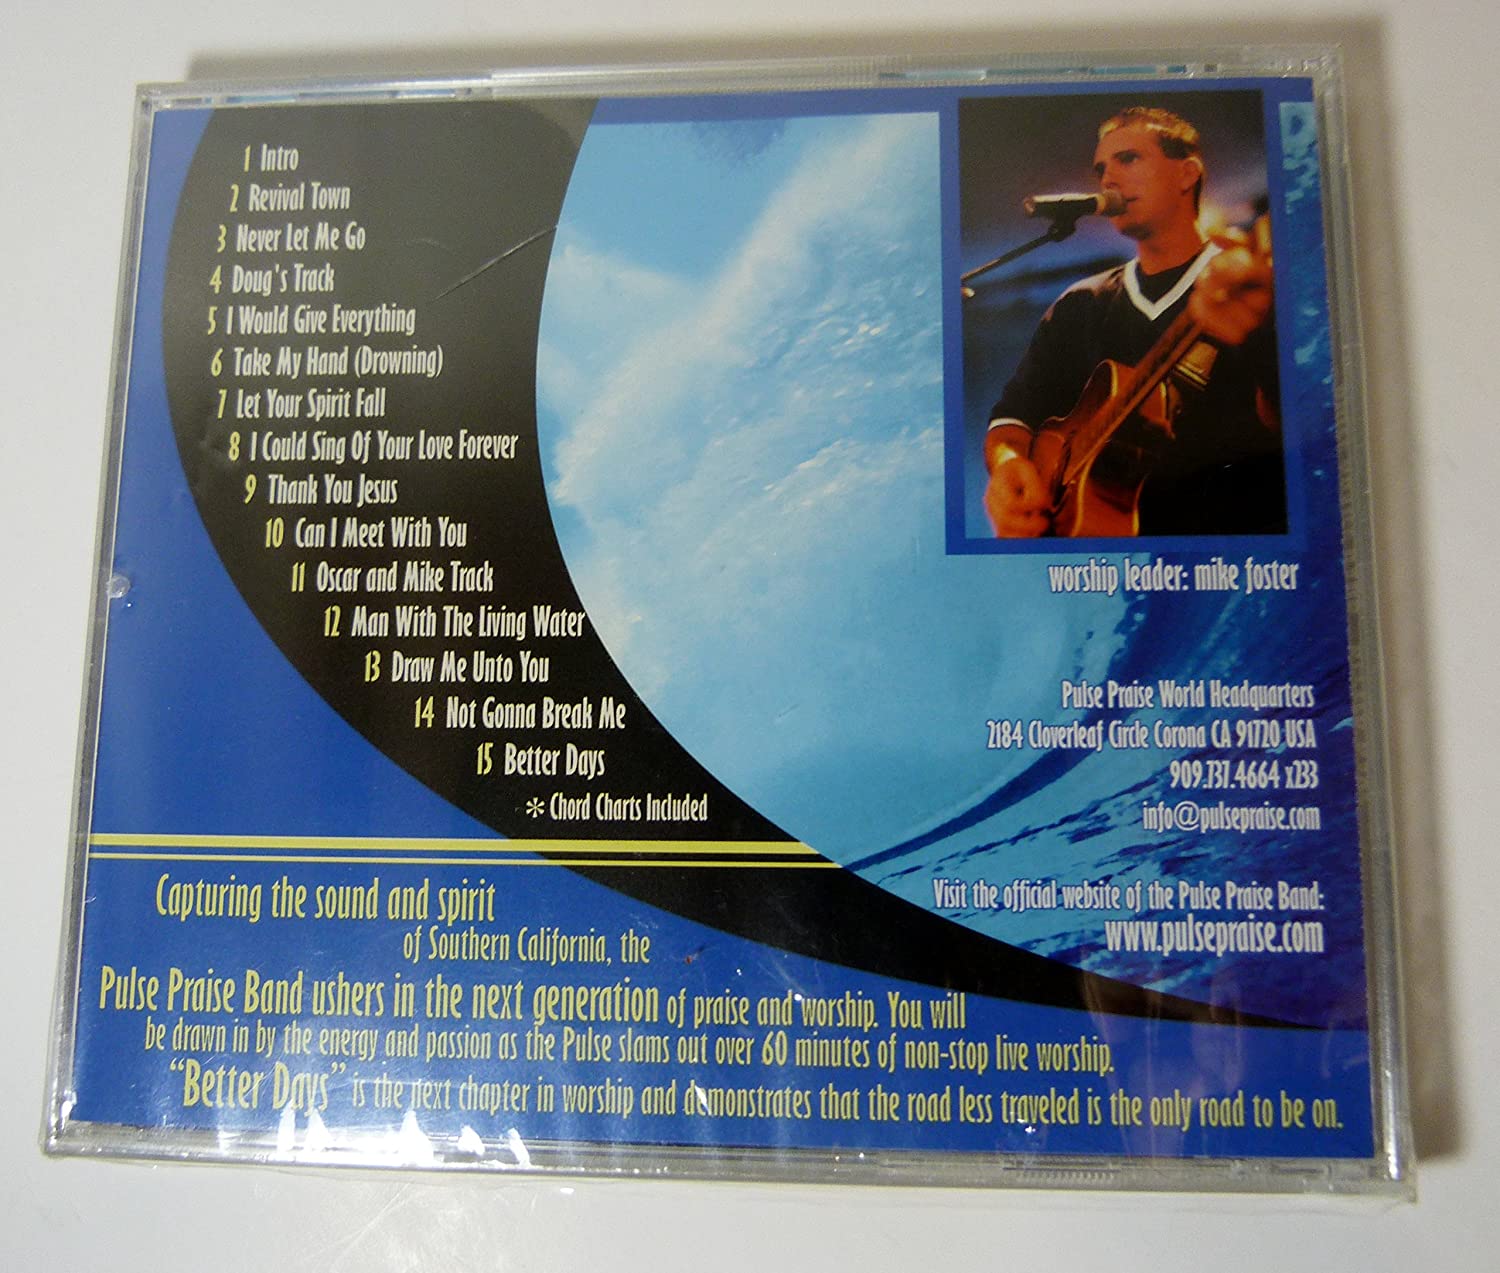 1 Intro
2 Revival Town
3 Never Let Me Go
4 Doug's Track
5 I Would Give Everything
6 Take My Hand (Drowning)
7 Let Your Spirit Fall
8 I Could Sing Of Your Love Forever
9 Thank You Jesus
10 Can I Meet With You
11 Oscar and Mike Track
12 Man With The Living Water
13 Draw Me Unto You
14 Not Gonna Break Me
15 Better Days
* Chord Charts Included
worship leader: mike foster
Pulse Praise World Headquarters
2184 Cloverleaf Circle Corona CA 91720 USA
909.737.4664 x233
info@pulsepraise.com
Visit the official website of the Pulse Praise Band:
www.pulsepraise.com
Capturing the sound and spirit
of Southern California, the
Pulse Praise Band ushers in the next generation of praise and worship. You will
be drawn in by the energy and passion as the Pulse slams out over 60 minutes of non-stop live worship.
"Better Days" is the next chapter in worship and demonstrates that the road less traveled is the only road to be on.